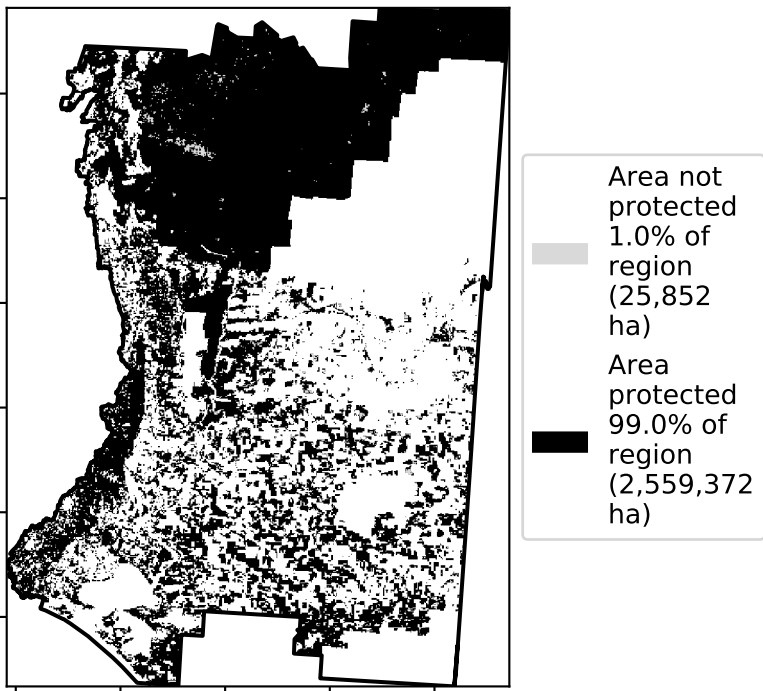 Area not
protected
1.0% of
region
(25,852
ha)
Area
protected
99.0% of
region
(2,559,372
ha)